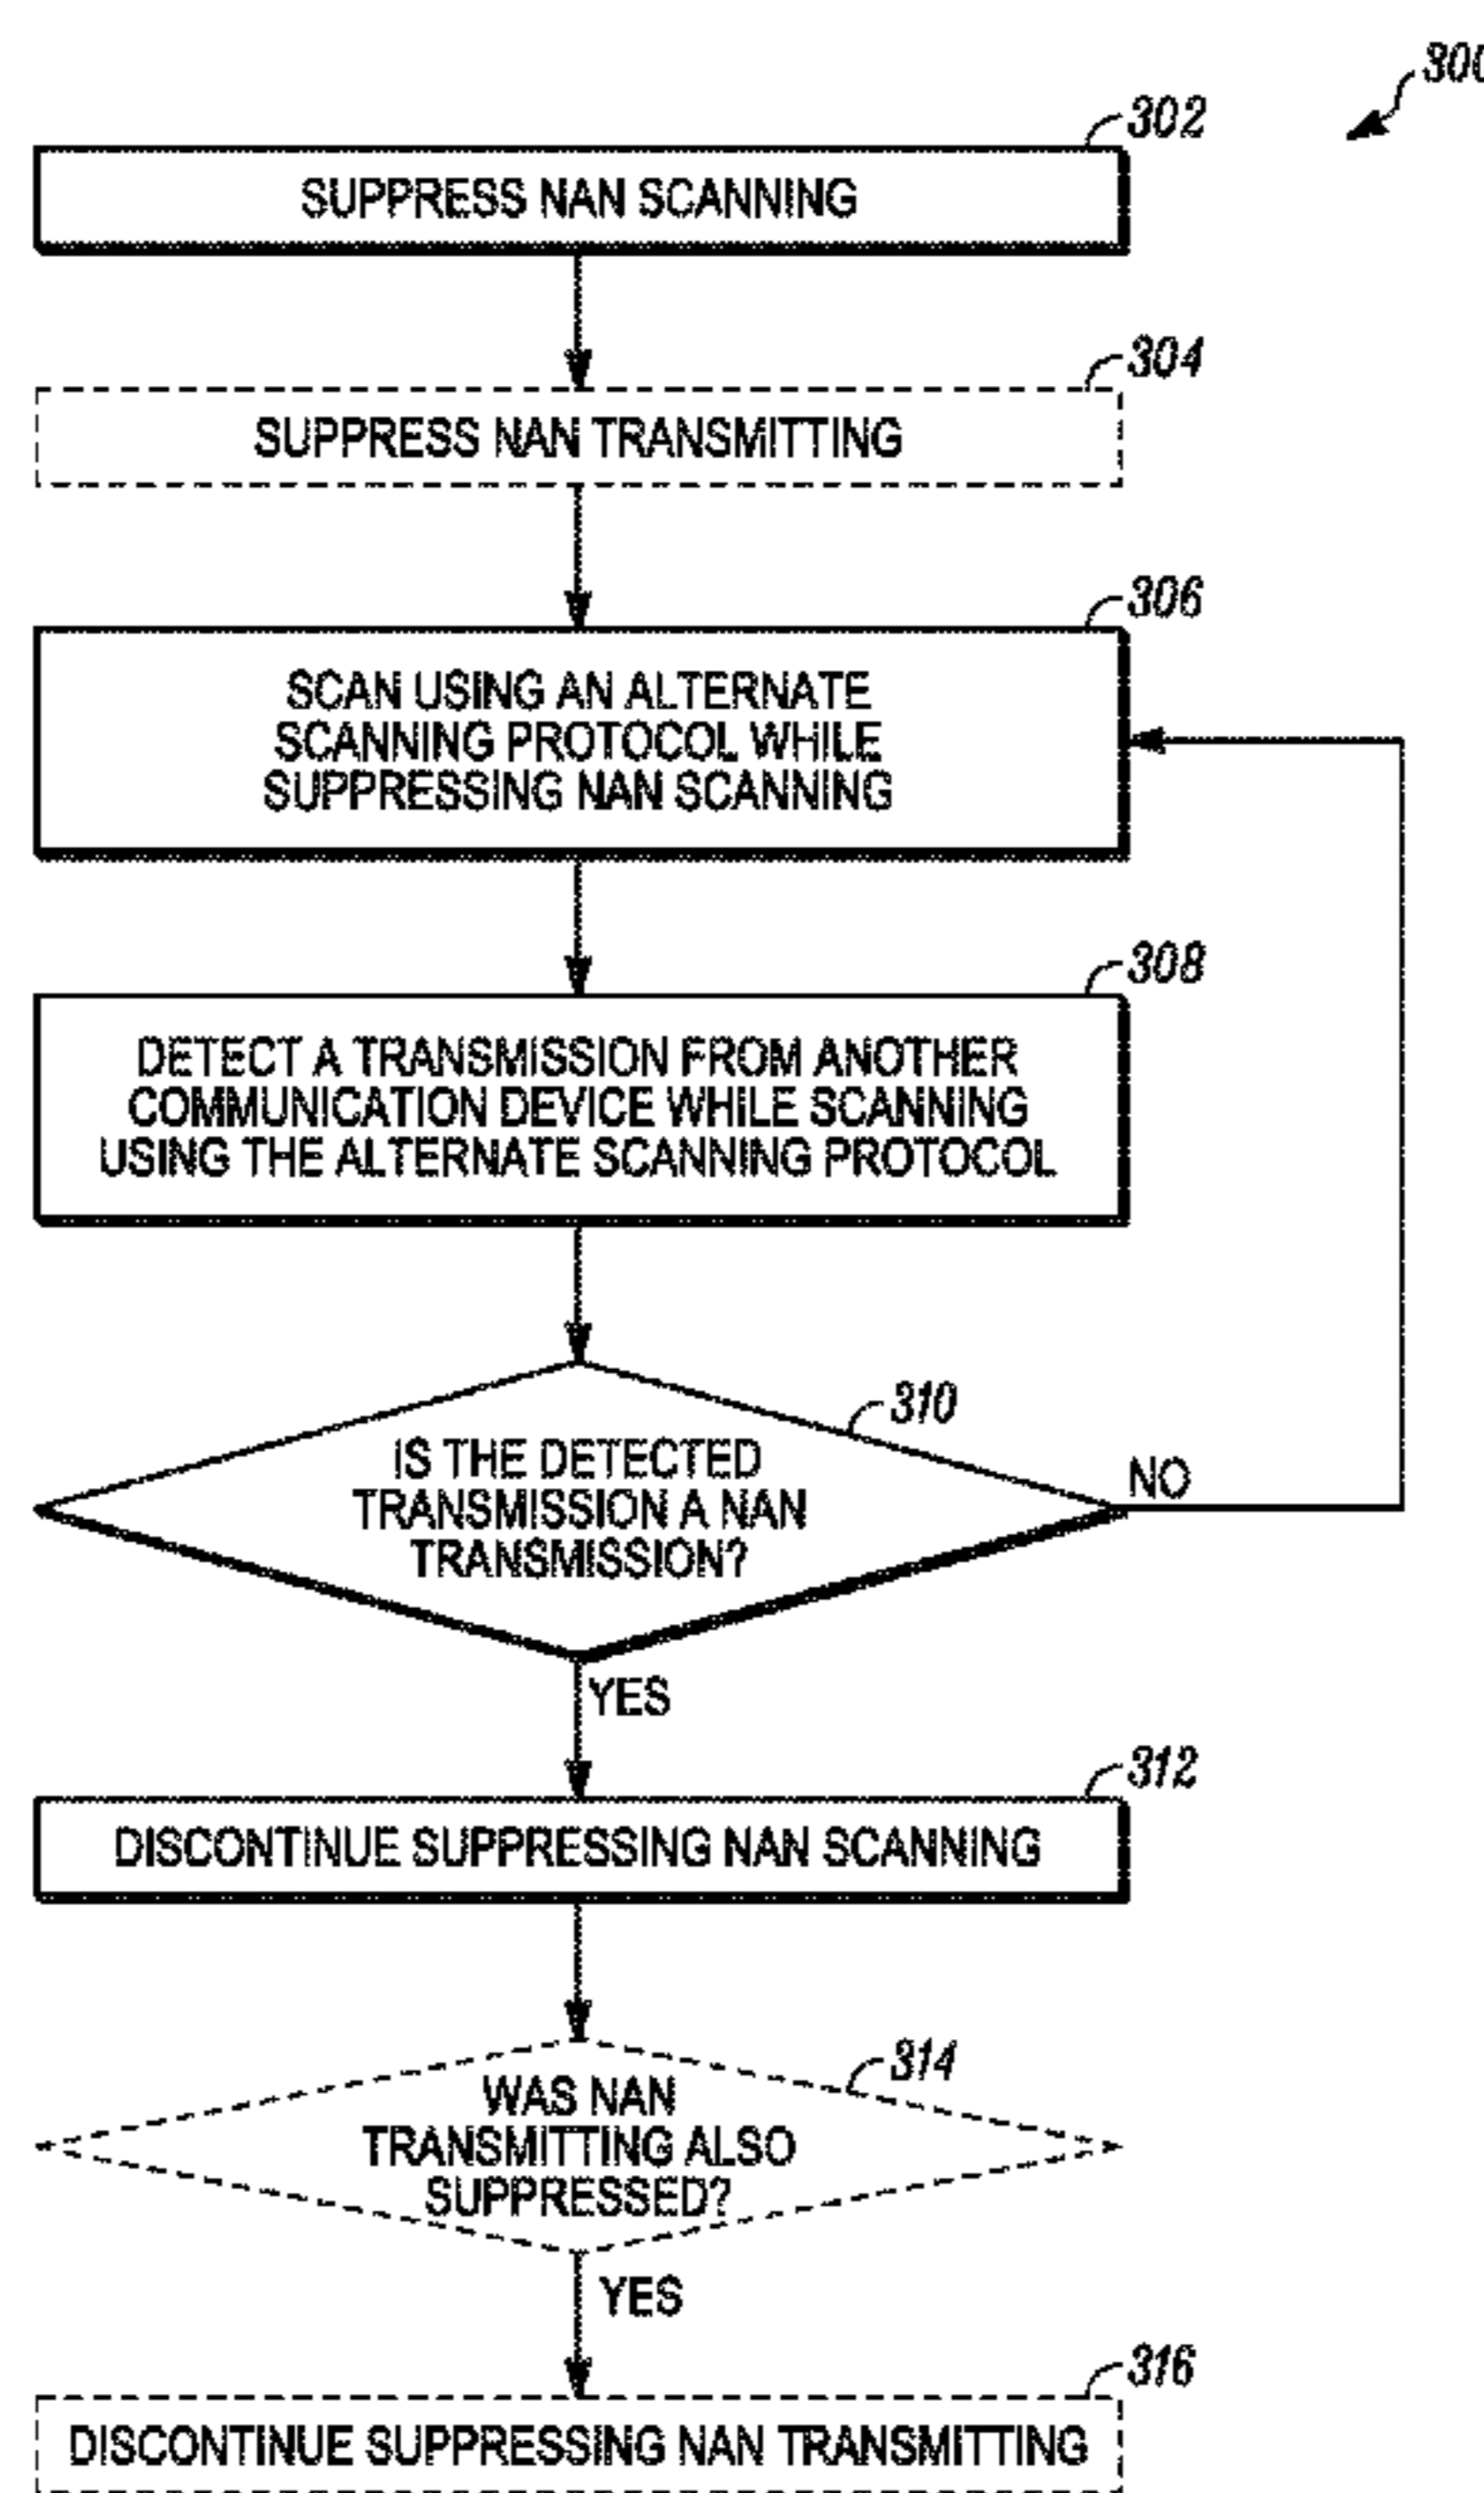 300
302
SUPPRESS NAN SCANNING
304
SUPPRESS NAN TRANSMITTING
306
SCAN USING AN ALTERNATE
SCANNING PROTOCOL WHILE
SUPPRESSING NAN SCANNING
308
DETECT A TRANSMISSION FROM ANOTHER
COMMUNICATION DEVICE WHILE SCANNING
USING THE ALTERNATE SCANNING PROTOCOL
310
IS THE DETECTED
TRANSMISSION A NAN
TRANSMISSION?
NO
YES
312
DISCONTINUE SUPPRESSING NAN SCANNING
314
WAS NAN
TRANSMITTING ALSO
SUPPRESSED?
YES
316
DISCONTINUE SUPPRESSING NAN TRANSMITTING